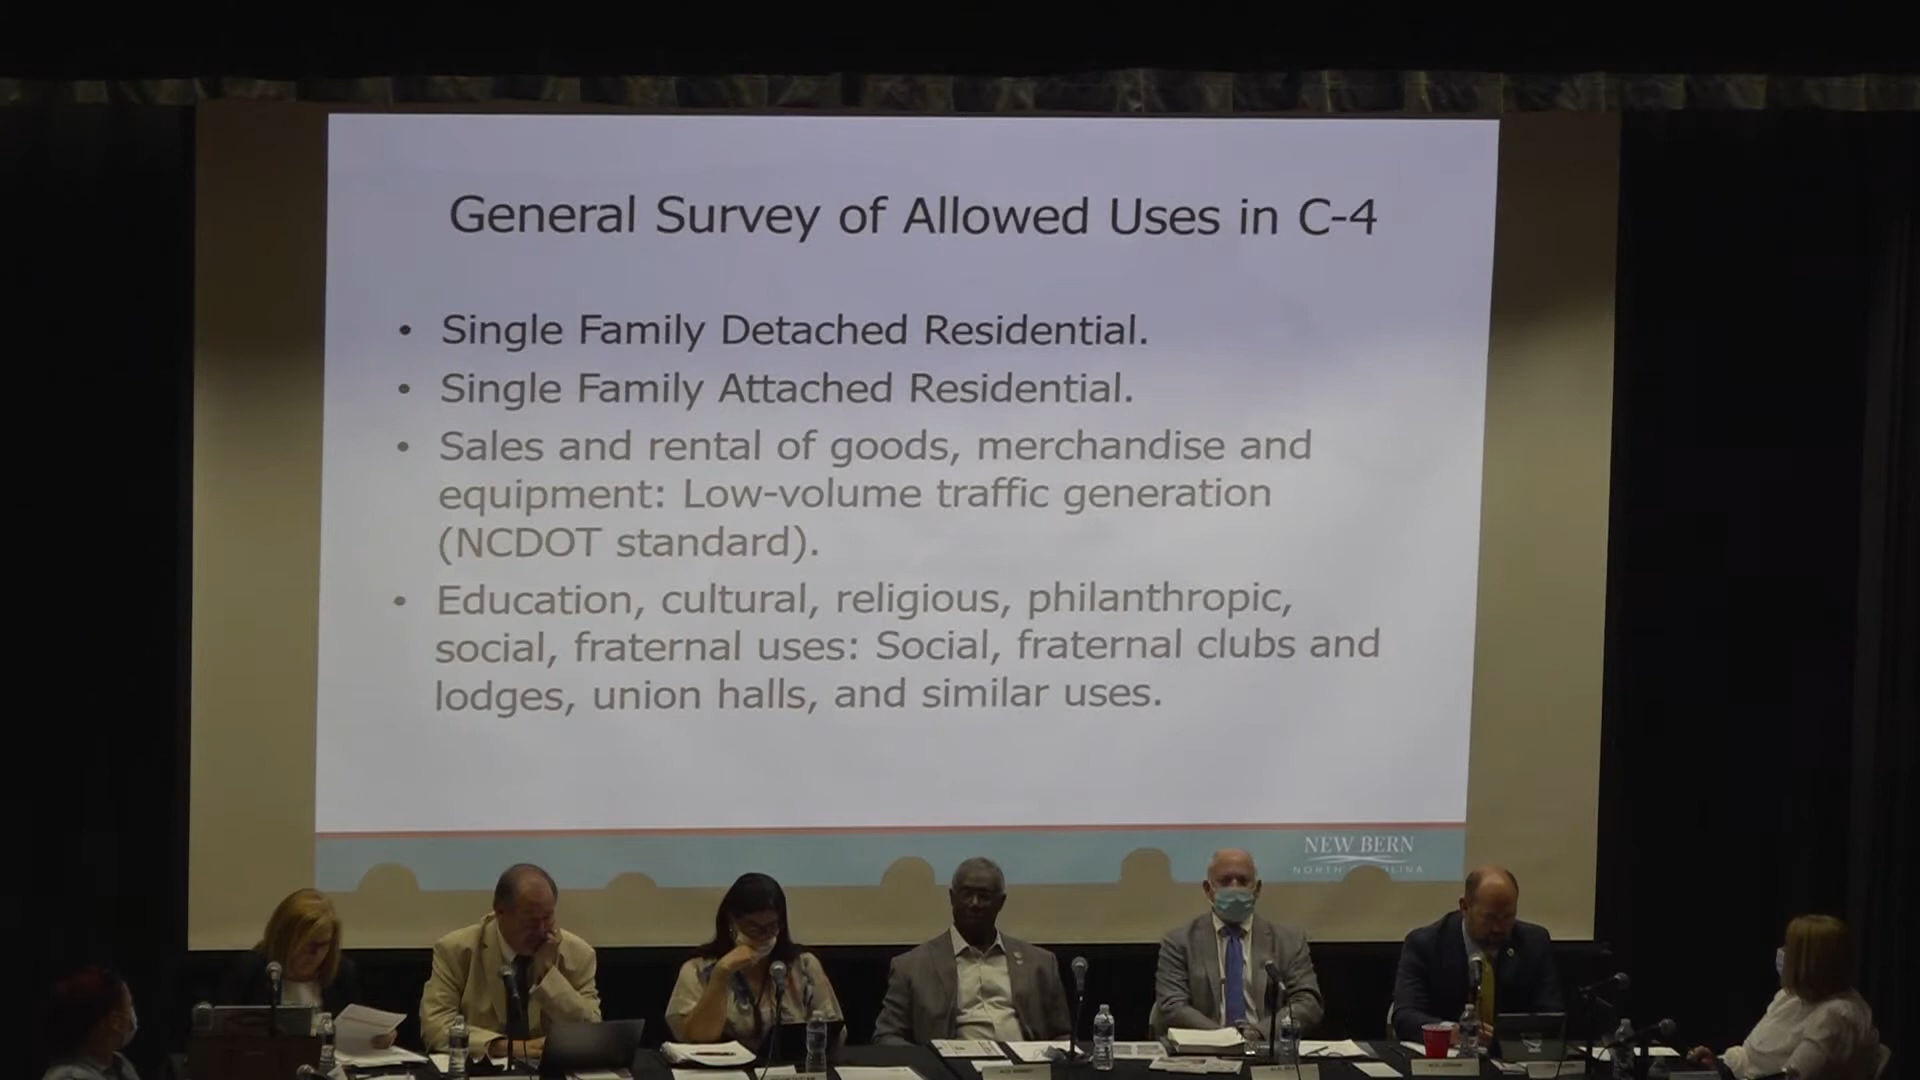 General Survey of Allowed Uses in C-4
• Single Family Detached Residential.
• Single Family Attached Residential.
• Sales and rental of goods, merchandise and
equipment: Low-volume traffic generation
(NCDOT standard).
• Education, cultural, religious, philanthropic,
social, fraternal uses: Social, fraternal clubs and
lodges, union halls, and similar uses.
NEW BERN
NORTH